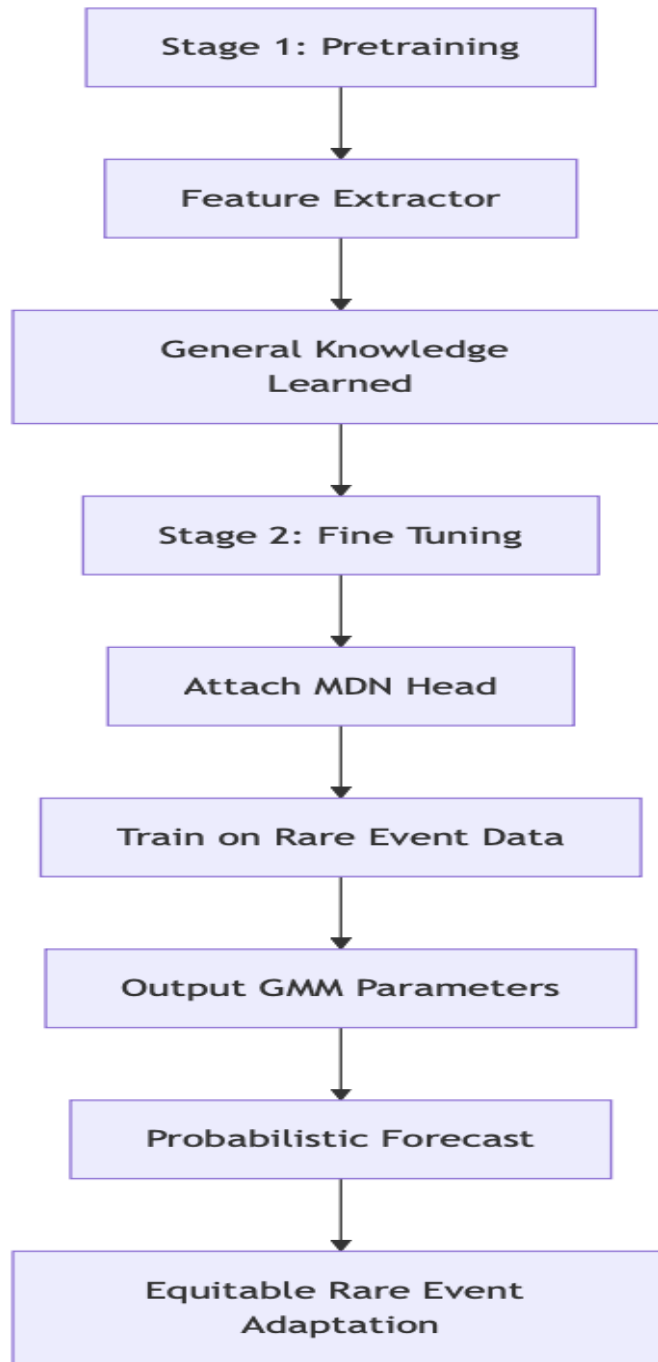 Stage 1: Pretraining
Feature Extractor
General Knowledge
Learned
Stage 2: Fine Tuning
Attach MDN Head
Train on Rare Event Data
Output GMM Parameters
Probabilistic Forecast
Equitable Rare Event
Adaptation